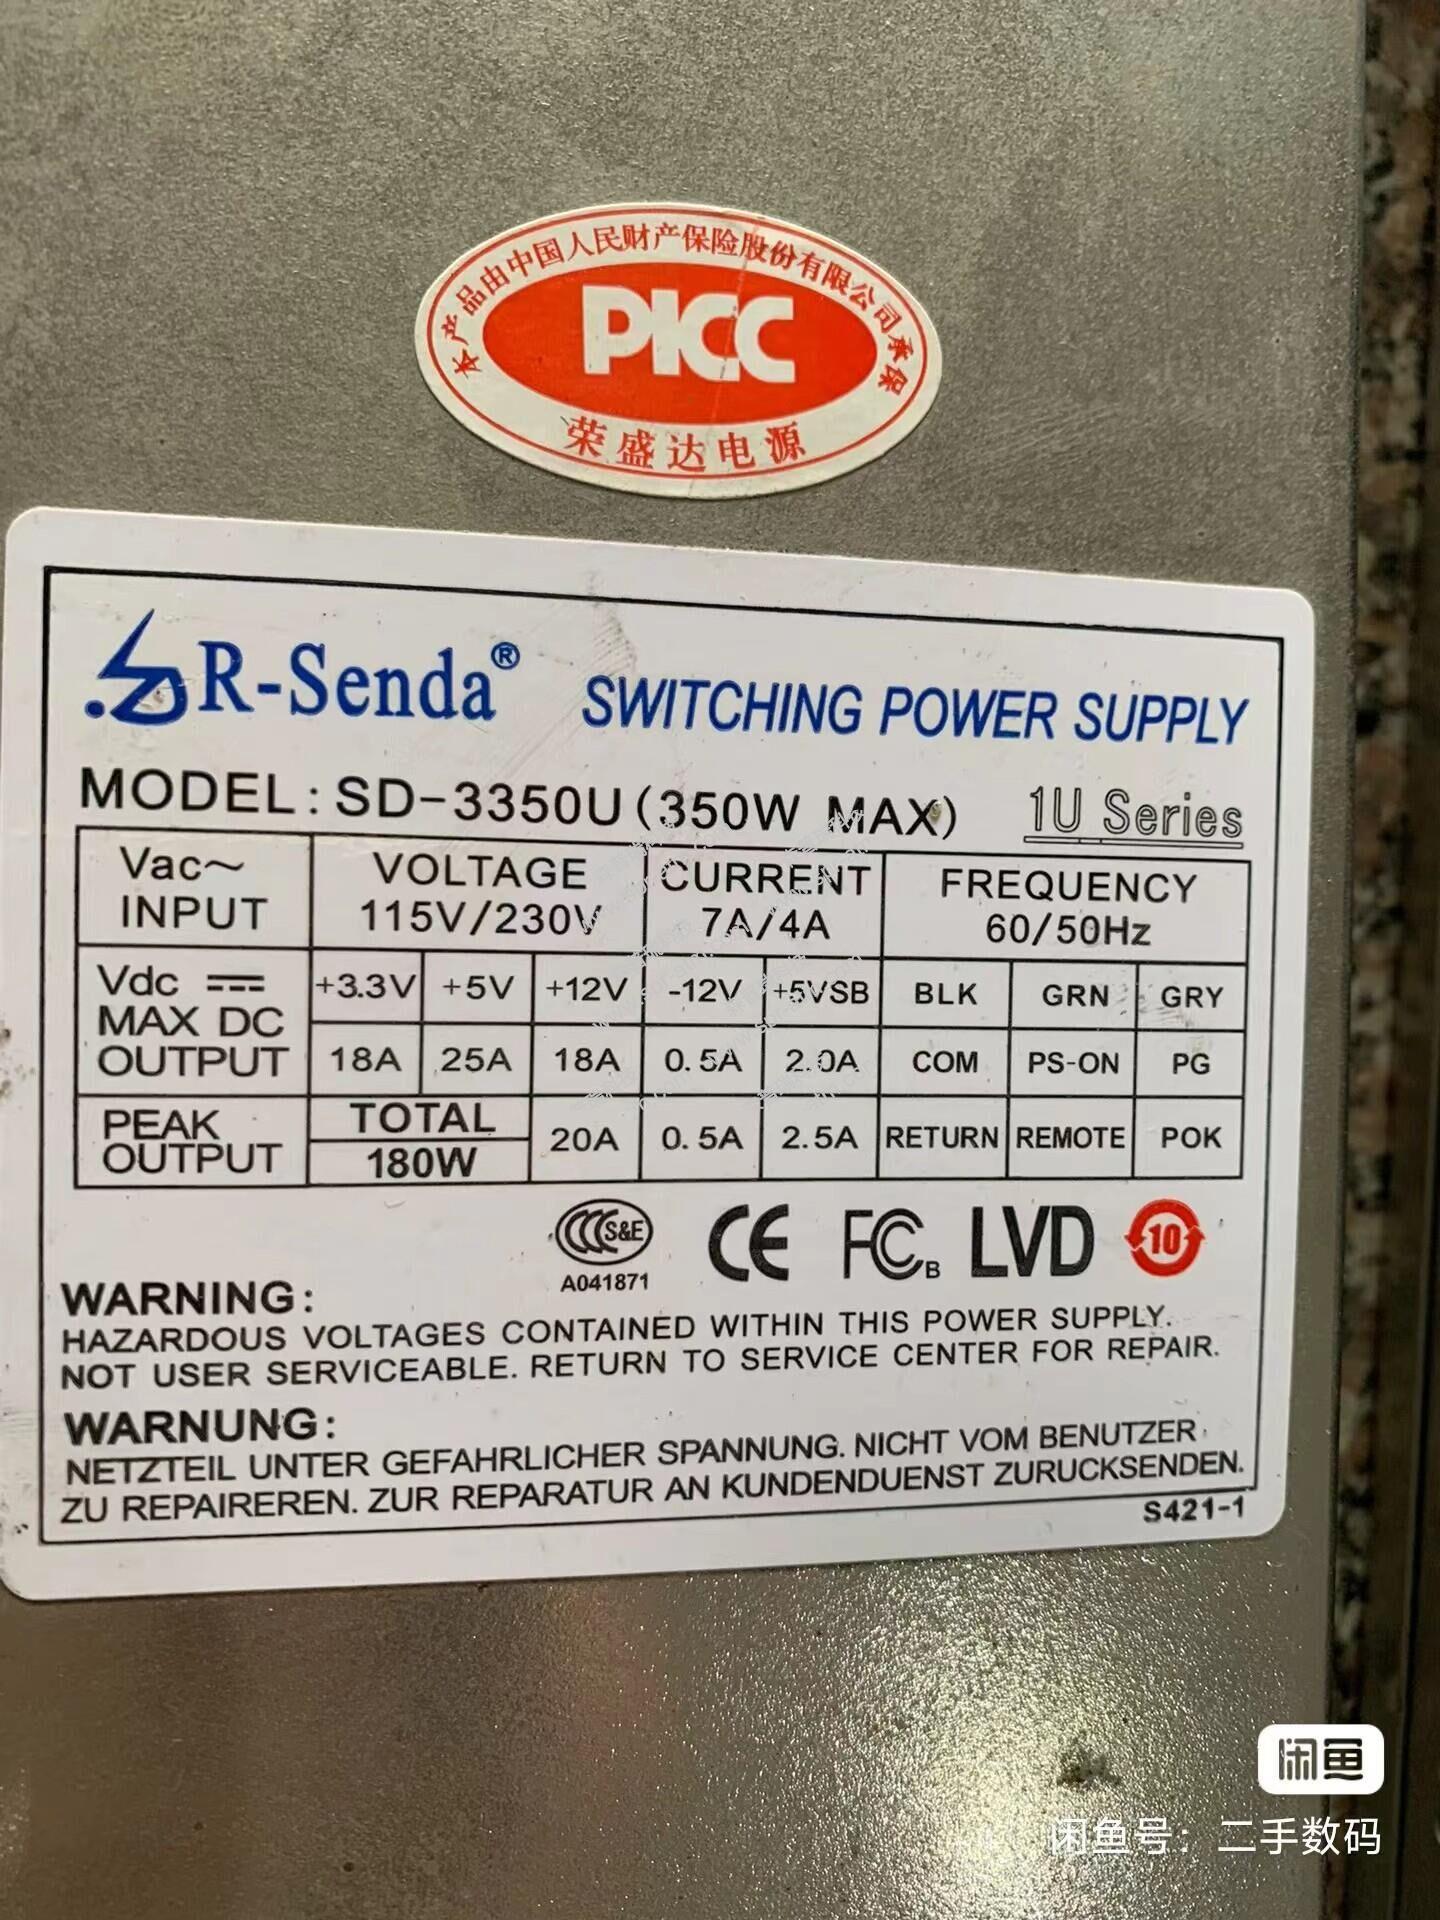 本产品由中国人民财产保险股份有限公司承保
PICC
荣盛达电源
R-Senda® SWITCHING POWER SUPPLY
MODEL: SD-3350U (350W MAX) 1U Series
Vac~ VOLTAGE CURRENT FREQUENCY
INPUT 115V/230V 7A/4A 60/50Hz
Vdc +3.3V +5V +12V -12V +5VSB BLK GRN GRY
MAX DC
OUTPUT 18A 25A 18A 0.5A 2.0A COM PS-ON PG
PEAK TOTAL
OUTPUT 180W 20A 0.5A 2.5A RETURN REMOTE POK
CCC S&E CE FC B LVD 10
A041871
WARNING:
HAZARDOUS VOLTAGES CONTAINED WITHIN THIS POWER SUPPLY.
NOT USER SERVICEABLE. RETURN TO SERVICE CENTER FOR REPAIR.
WARNUNG:
NETZTEIL UNTER GEFAHRLICHER SPANNUNG. NICHT VOM BENUTZER
ZU REPAIREREN. ZUR REPARATUR AN KUNDENDUENST ZURUCKSENDEN.
S421-1
闲鱼
闲鱼号：二手数码